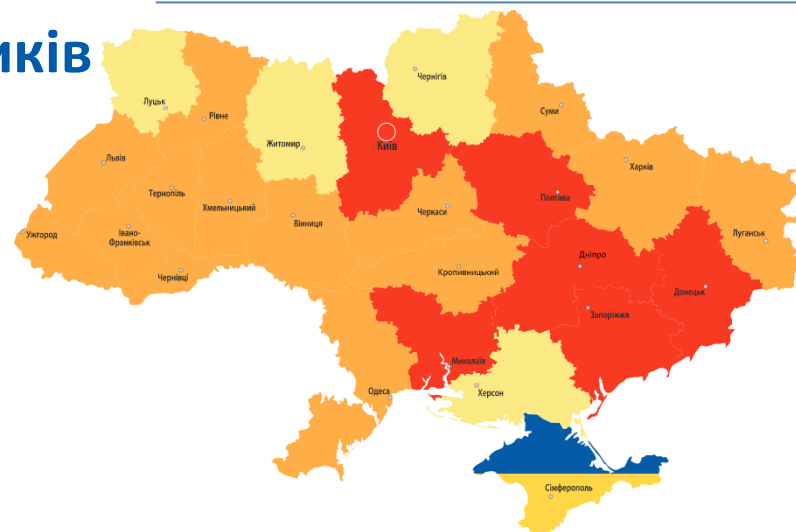 иків
Чернігів
Луцьк
Рівне
Суми
Житомир
Київ
Львів
Харків
Тернопіль
Полтава
Хмельницький
Черкаси
Вінниця
Ужгород
Івано-
Франківськ
Луганськ
Дніпро
Чернівці
Кропивницький
Донецьк
Запоріжжя
Миколаїв
Одеса
Херсон
Сімферополь